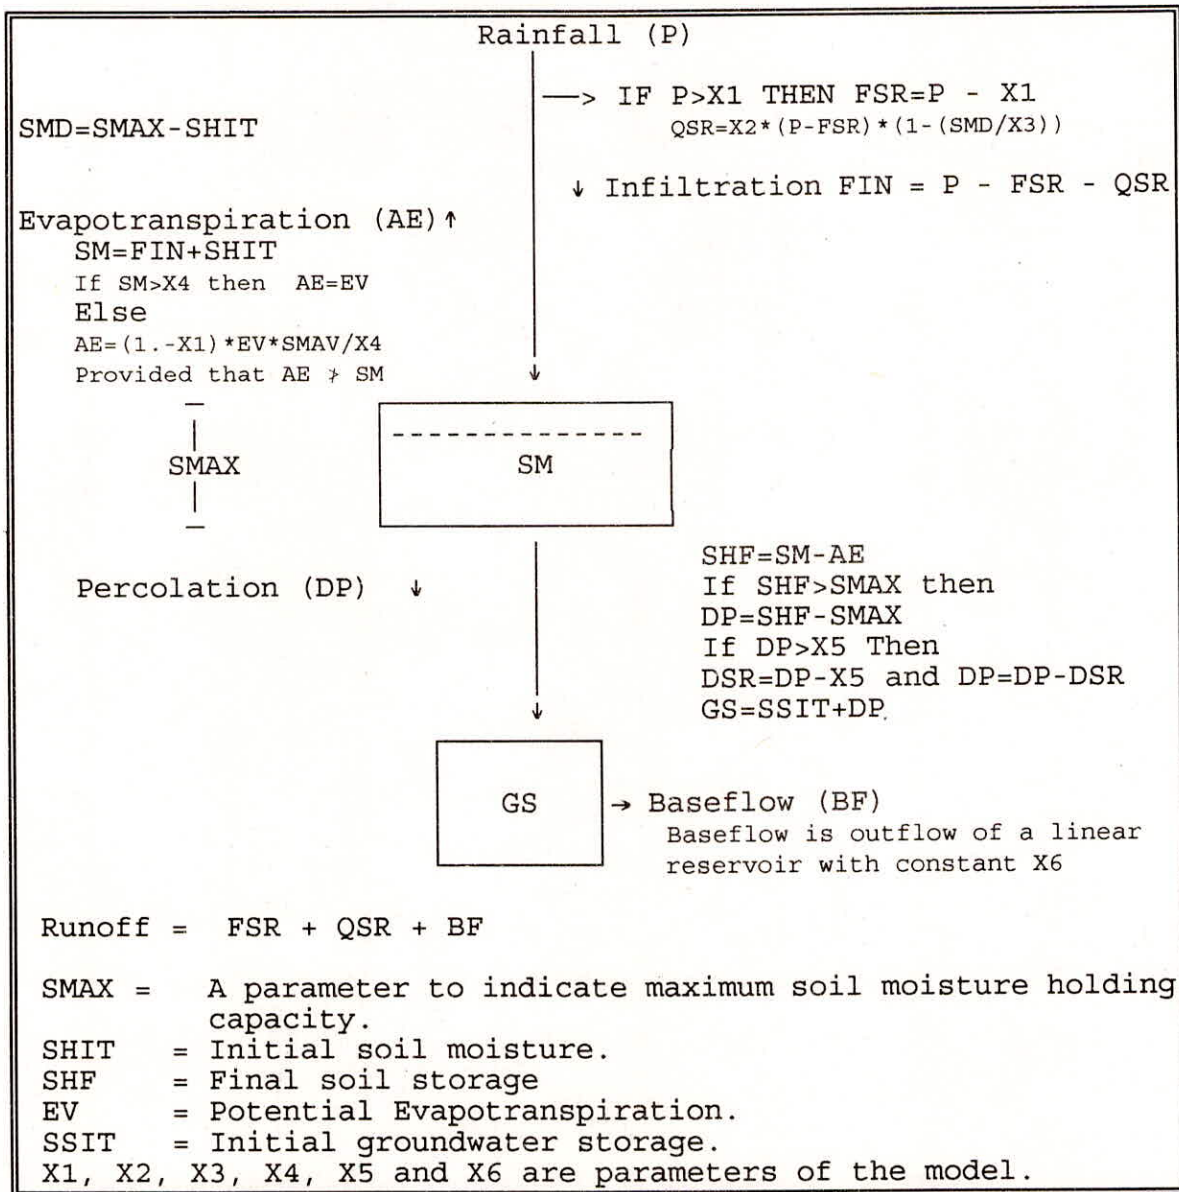 Rainfall (P)
—> IF P>X1 THEN FSR=P - X1
QSR=X2*(P-FSR)*(1-(SMD/X3))
SMD=SMAX-SHIT
↓ Infiltration FIN = P - FSR - QSR
Evapotranspiration (AE)↑
SM=FIN+SHIT
If SM>X4 then AE=EV
Else
AE=(1.-X1)*EV*SMAV/X4
Provided that AE ≯ SM
↓
SMAX
SM
Percolation (DP) ↓
SHF=SM-AE
If SHF>SMAX then
DP=SHF-SMAX
If DP>X5 Then
DSR=DP-X5 and DP=DP-DSR
GS=SSIT+DP.
↓
GS
→ Baseflow (BF)
Baseflow is outflow of a linear
reservoir with constant X6
Runoff = FSR + QSR + BF
SMAX = A parameter to indicate maximum soil moisture holding
capacity.
SHIT = Initial soil moisture.
SHF = Final soil storage
EV = Potential Evapotranspiration.
SSIT = Initial groundwater storage.
X1, X2, X3, X4, X5 and X6 are parameters of the model.